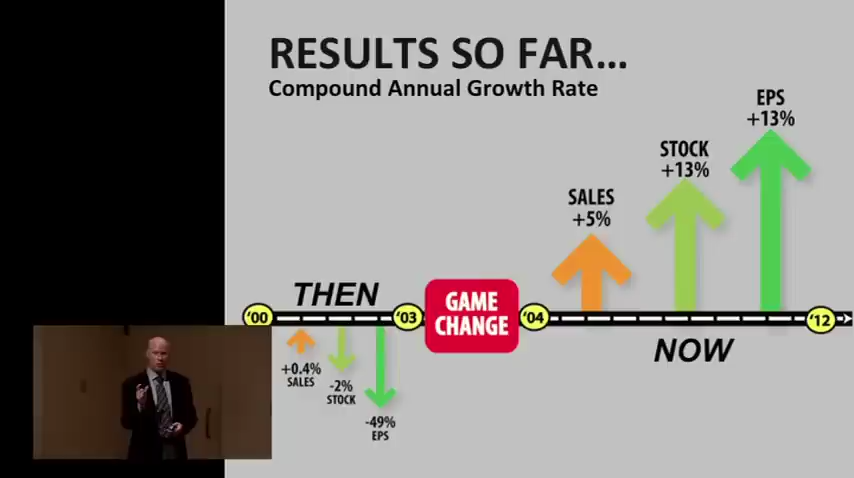 RESULTS SO FAR...
Compound Annual Growth Rate
EPS
+13%
STOCK
+13%
SALES
+5%
THEN
'00
'03
GAME
CHANGE
'04
'12
NOW
+0.4%
SALES
-2%
STOCK
-49%
EPS